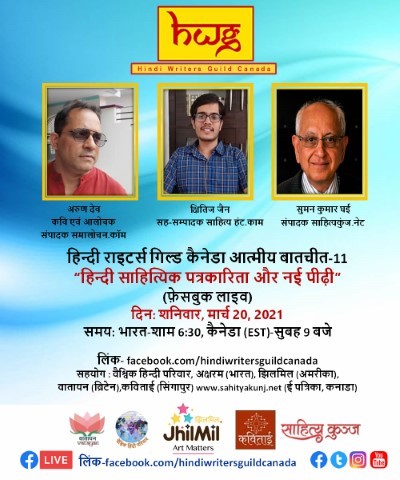 hwg
Hindi Writers Guild Canada
अरुण देव
कवि एवं आलोचक
संपादक समालोचन.कॉम
क्षितिज जैन
सह-सम्पादक साहित्य हंट.काम
सुमन कुमार घई
संपादक साहित्यकुंज.नेट
हिन्दी राइटर्स गिल्ड कैनेडा आत्मीय बातचीत-11
“हिन्दी साहित्यिक पत्रकारिता और नई पीढ़ी”
(फ़ेसबुक लाइव)
दिन: शनिवार, मार्च 20, 2021
समय: भारत-शाम 6:30, कैनेडा (EST)-सुबह 9 बजे
लिंक- facebook.com/hindiwritersguildcanada
सहयोग : वैश्विक हिन्दी परिवार, अक्षरम (भारत), झिलमिल (अमरीका),
वातायन (ब्रिटेन),कविताई (सिंगापुर) www.sahityakunj.net (ई पत्रिका, कनाडा)
वातायन
झिलमिल
JhilMil
Art Matters
कविताई
साहित्य कुञ्ज
LIVE लिंक-facebook.com/hindiwritersguildcanada